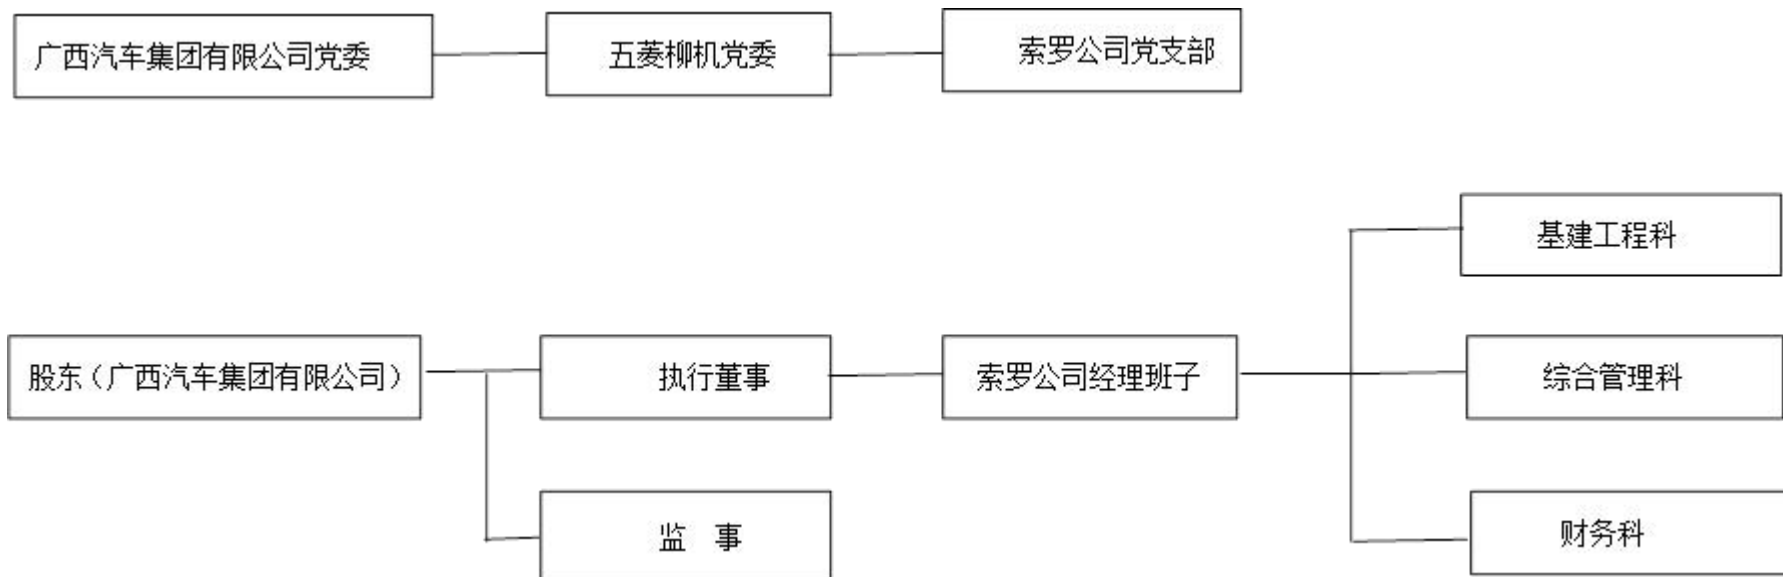 广西汽车集团有限公司党委
五菱柳机党委
索罗公司党支部
基建工程科
股东（广西汽车集团有限公司）
执行董事
索罗公司经理班子
综合管理科
监 事
财务科